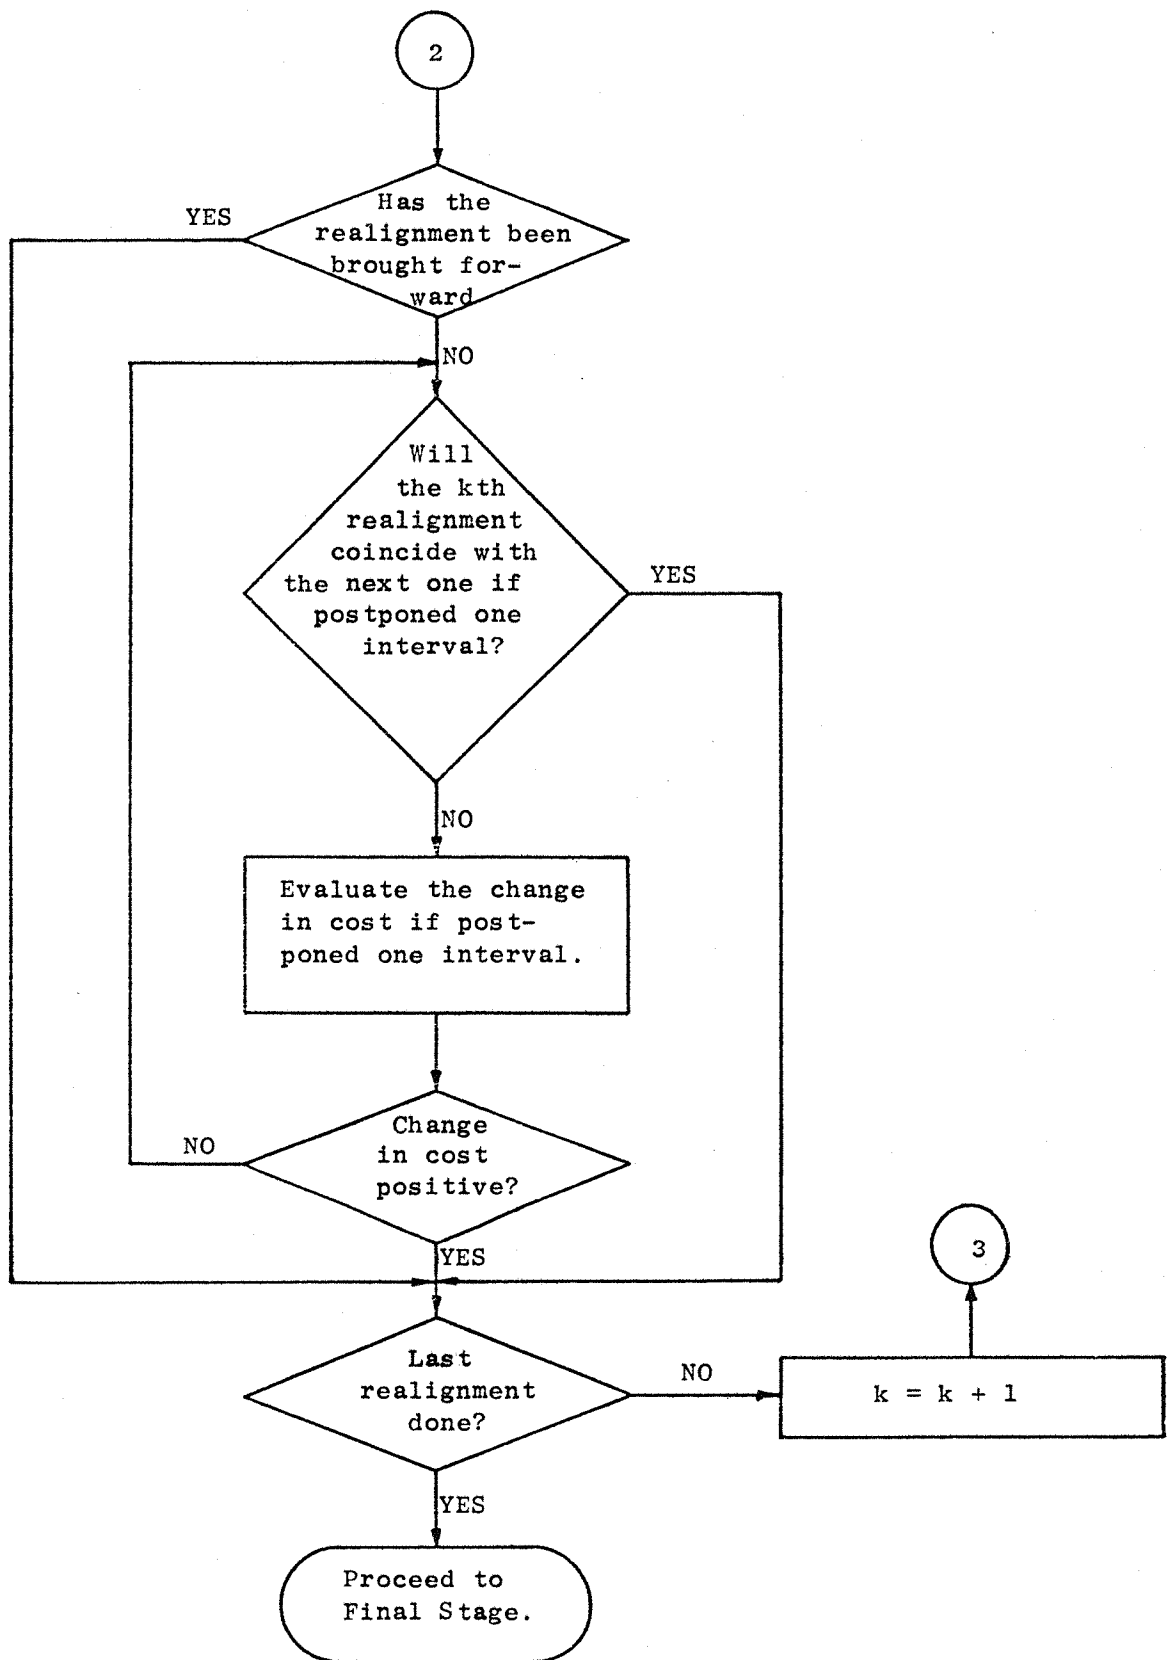 2
Has the
realignment been
brought for-
ward
YES
NO
Will
the kth
realignment
coincide with
the next one if
postponed one
interval?
YES
NO
Evaluate the change
in cost if post-
poned one interval.
Change
in cost
positive?
NO
YES
3
Last
realignment
done?
NO
k = k + 1
YES
Proceed to
Final Stage.